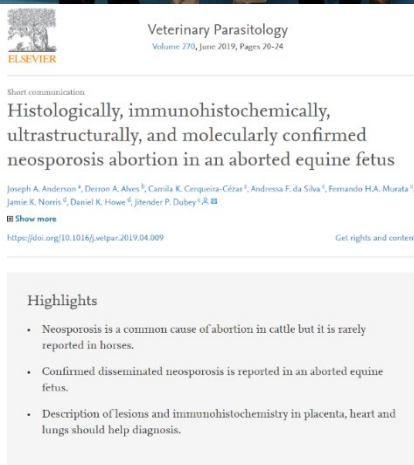 ELSEVIER
Veterinary Parasitology
Volume 270, June 2019, Pages 20-24
Short communication
Histologically, immunohistochemically,
ultrastructurally, and molecularly confirmed
neosporosis abortion in an aborted equine fetus
Joseph A. Anderson ᵃ, Derron A. Alves ᵇ, Camila K. Cerqueira-Cézar ᶜ, Andressa F. da Silva ᶜ, Fernando H.A. Murata ᶜ,
Jamie K. Norris ᵈ, Daniel K. Howe ᵈ, Jitender P. Dubey ᶜ
Show more
https://doi.org/10.1016/j.vetpar.2019.04.009
Get rights and content
Highlights
• Neosporosis is a common cause of abortion in cattle but it is rarely
reported in horses.
• Confirmed disseminated neosporosis is reported in an aborted equine
fetus.
• Description of lesions and immunohistochemistry in placenta, heart and
lungs should help diagnosis.